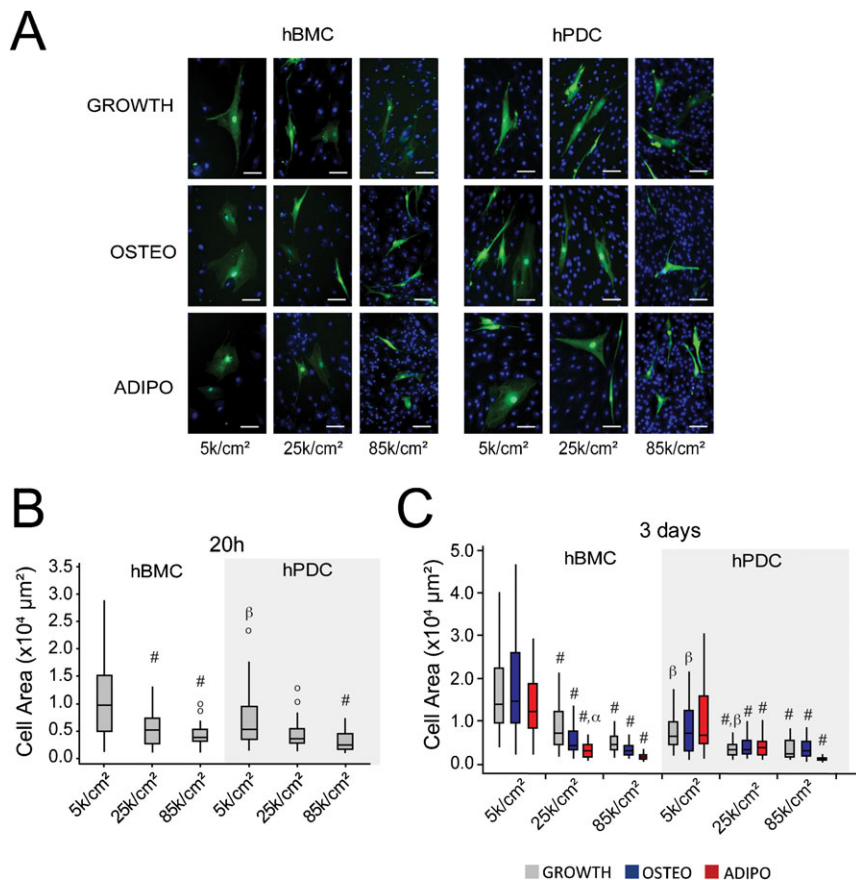 A
hBMC hPDC
GROWTH
OSTEO
ADIPO
5k/cm² 25k/cm² 85k/cm² 5k/cm² 25k/cm² 85k/cm²
B
20h
hBMC hPDC
Cell Area (x10⁴ µm²)
3.5
3.0
2.5
2.0
1.5
1.0
0.5
0.0
# # β #
5k/cm² 25k/cm² 85k/cm² 5k/cm² 25k/cm² 85k/cm²
C
3 days
hBMC hPDC
Cell Area (x10⁴ µm²)
5.0
4.0
3.0
2.0
1.0
0.0
# # #,α # # # β β #,β # # # # #
5k/cm² 25k/cm² 85k/cm² 5k/cm² 25k/cm² 85k/cm²
GROWTH OSTEO ADIPO